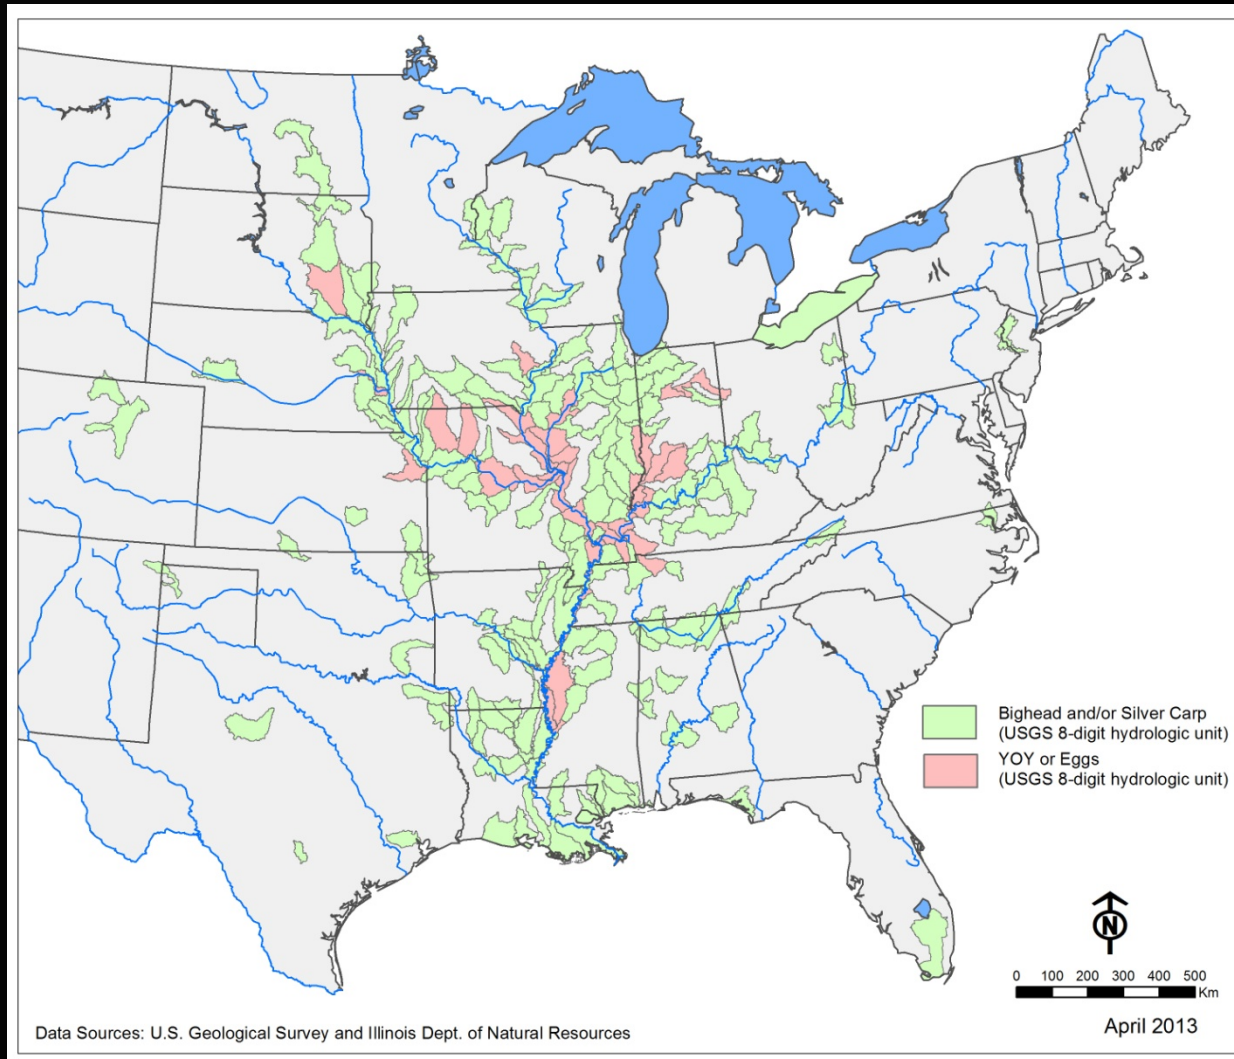 Bighead and/or Silver Carp
(USGS 8-digit hydrologic unit)
YOY or Eggs
(USGS 8-digit hydrologic unit)
N
0 100 200 300 400 500
Km
Data Sources: U.S. Geological Survey and Illinois Dept. of Natural Resources
April 2013